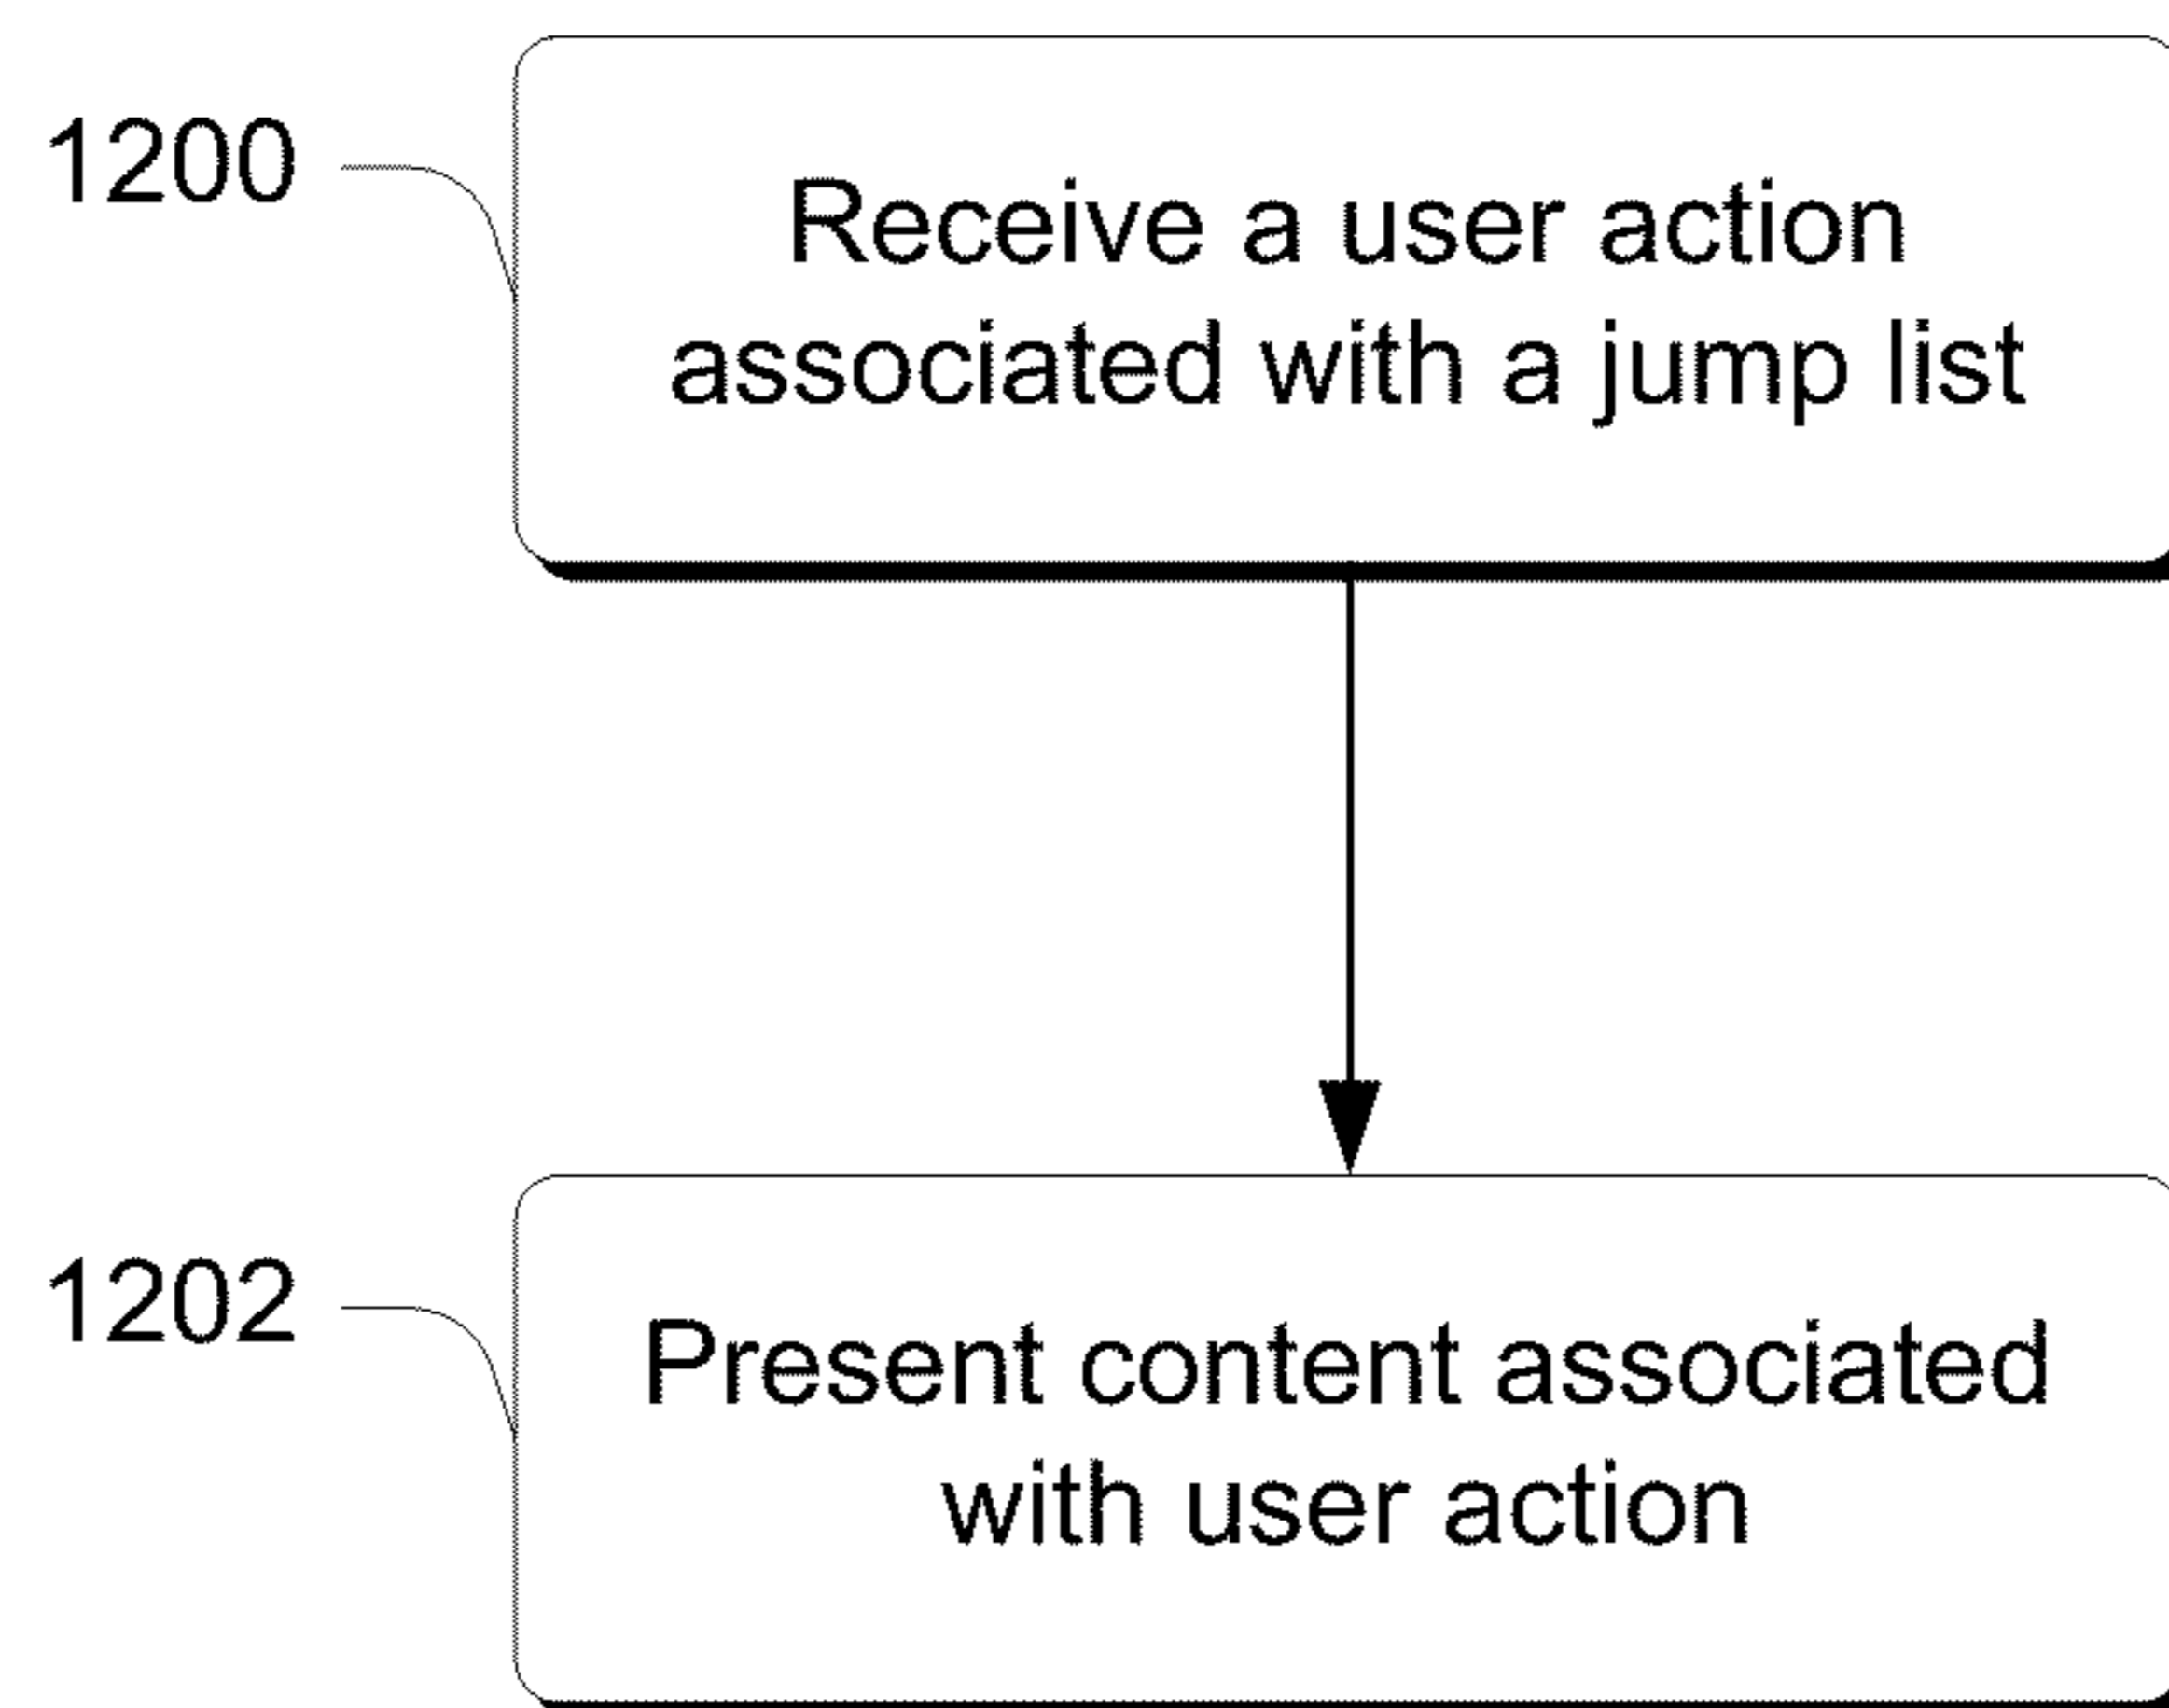 1200
Receive a user action
associated with a jump list
1202
Present content associated
with user action